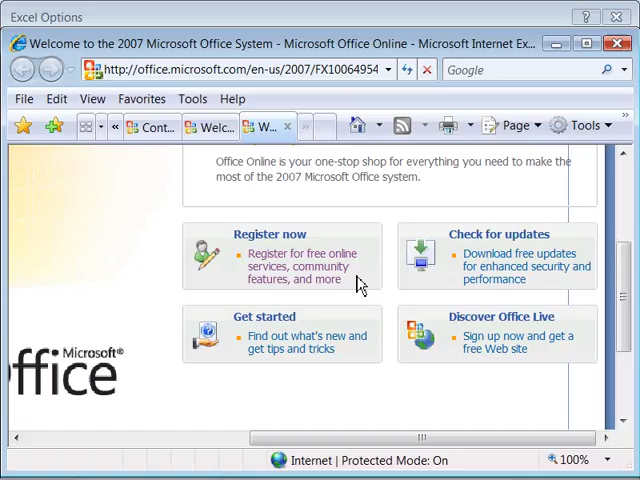 Excel Options
Welcome to the 2007 Microsoft Office System - Microsoft Office Online - Microsoft Internet Ex...
http://office.microsoft.com/en-us/2007/FX10064954
Google
File Edit View Favorites Tools Help
Cont... Welc... W... Page Tools
Office Online is your one-stop shop for everything you need to make the
most of the 2007 Microsoft Office system.
Register now
Register for free online
services, community
features, and more
Check for updates
Download free updates
for enhanced security and
performance
Get started
Find out what's new and
get tips and tricks
Discover Office Live
Sign up now and get a
free Web site
Microsoft®
ffice
Internet | Protected Mode: On
100%